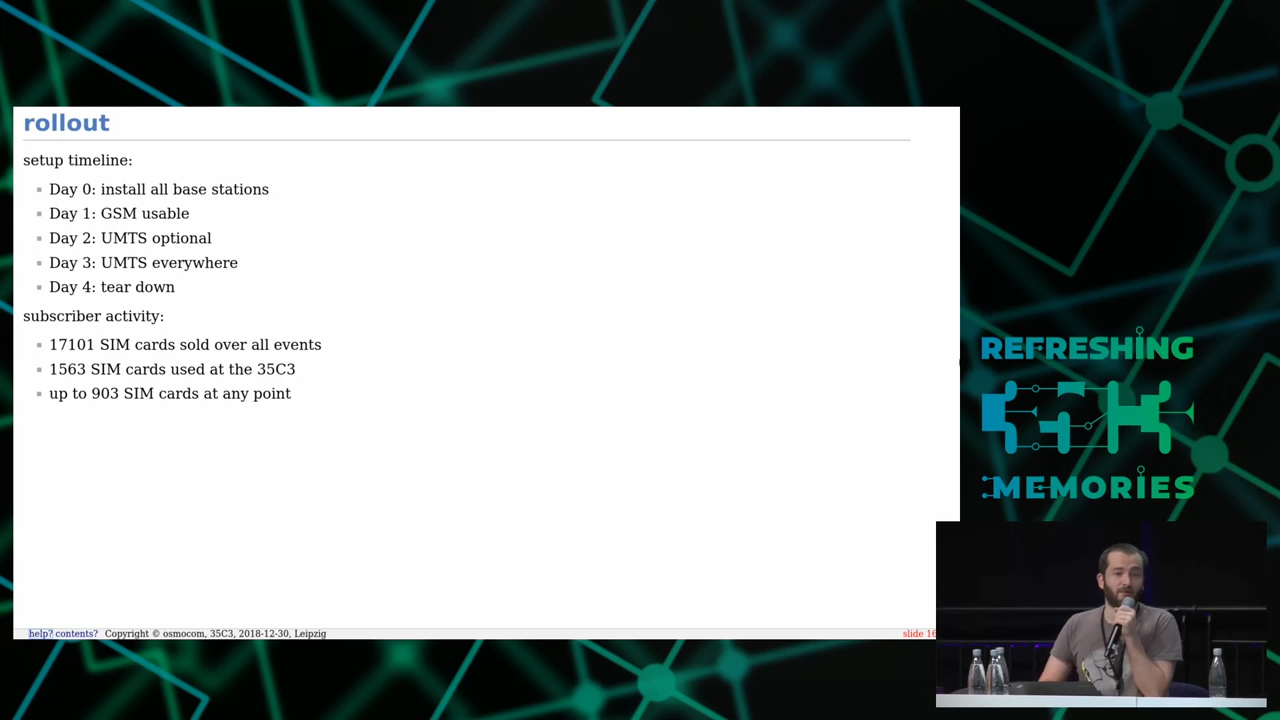 rollout
setup timeline:
Day 0: install all base stations
Day 1: GSM usable
Day 2: UMTS optional
Day 3: UMTS everywhere
Day 4: tear down
subscriber activity:
17101 SIM cards sold over all events
1563 SIM cards used at the 35C3
up to 903 SIM cards at any point
help? contents? Copyright © osmocom, 35C3, 2018-12-30, Leipzig
slide 16
REFRESHING
MEMORIES